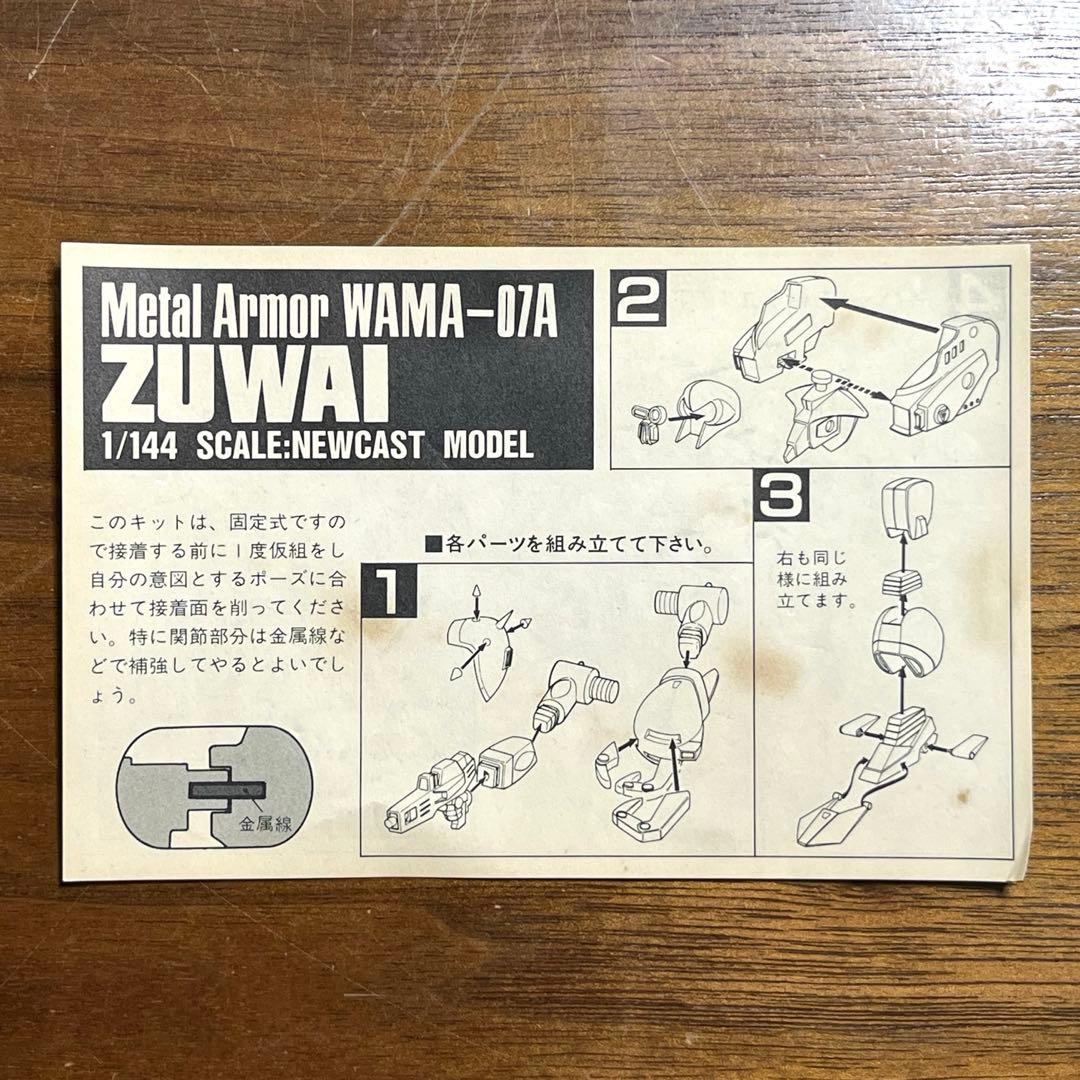 Metal Armor WAMA-07A
ZUWAI
1/144 SCALE:NEWCAST MODEL
このキットは、固定式ですの
で接着する前に1度仮組をし
自分の意図とするポーズに合
わせて接着面を削ってくださ
い。特に関節部分は金属線な
どで補強してやるとよいでし
ょう。
金属線
■各パーツを組み立てて下さい。
1
2
3
右も同じ
様に組み
立てます。